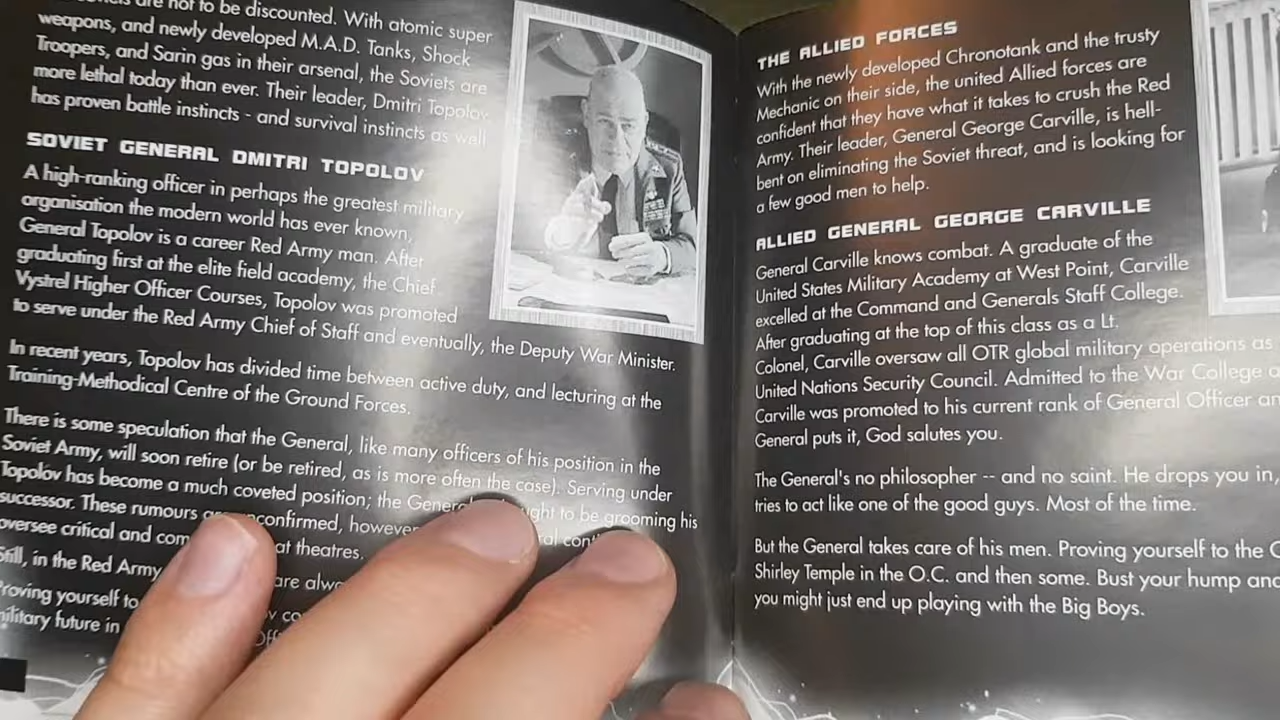 are not to be discounted. With atomic super
weapons, and newly developed M.A.D. Tanks, Shock
Troopers, and Sarin gas in their arsenal, the Soviets are
more lethal today than ever. Their leader, Dmitri Topolov
has proven battle instincts - and survival instincts as well.
SOVIET GENERAL DMITRI TOPOLOV
A high-ranking officer in perhaps the greatest military
organisation the modern world has ever known,
General Topolov is a career Red Army man. After
graduating first at the elite field academy, the Chief
Vystrel Higher Officer Courses, Topolov was promoted
to serve under the Red Army Chief of Staff and eventually, the Deputy War Minister.
In recent years, Topolov has divided time between active duty, and lecturing at the
Training-Methodical Centre of the Ground Forces.
There is some speculation that the General, like many officers of his position in the
Soviet Army, will soon retire (or be retired, as is more often the case). Serving under
Topolov has become a much coveted position; the to be grooming his
successor. These rumours unconfirmed, however
oversee critical and at theatres.
Still, in the Red Army are
Proving yourself to
military future in
THE ALLIED FORCES
With the newly developed Chronotank and the trusty
Mechanic on their side, the united Allied forces are
confident that they have what it takes to crush the Red
Army. Their leader, General George Carville, is hell-
bent on eliminating the Soviet threat, and is looking for
a few good men to help.
ALLIED GENERAL GEORGE CARVILLE
General Carville knows combat. A graduate of the
United States Military Academy at West Point, Carville
excelled at the Command and Generals Staff College.
After graduating at the top of this class as a Lt.
Colonel, Carville oversaw all OTR global military operations as
United Nations Security Council. Admitted to the War College
Carville was promoted to his current rank of General Officer
General puts it, God salutes you.
The General's no philosopher -- and no saint. He drops you in,
tries to act like one of the good guys. Most of the time.
But the General takes care of his men. Proving yourself to the
Shirley Temple in the O.C. and then some. Bust your hump and
you might just end up playing with the Big Boys.